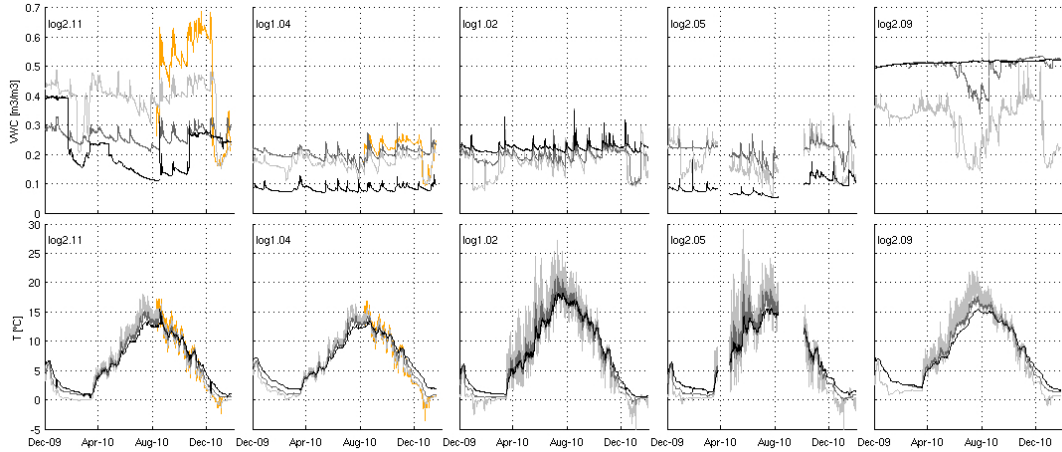 0.7
0.6
0.5
0.4
0.3
0.2
0.1
0
VWC [m3/m3]
log2.11
log1.04
log1.02
log2.05
log2.09
30
25
20
15
10
5
0
-5
T [°C]
log2.11
log1.04
log1.02
log2.05
log2.09
Dec-09 Apr-10 Aug-10 Dec-10 Dec-09 Apr-10 Aug-10 Dec-10 Dec-09 Apr-10 Aug-10 Dec-10 Dec-09 Apr-10 Aug-10 Dec-10 Dec-09 Apr-10 Aug-10 Dec-10